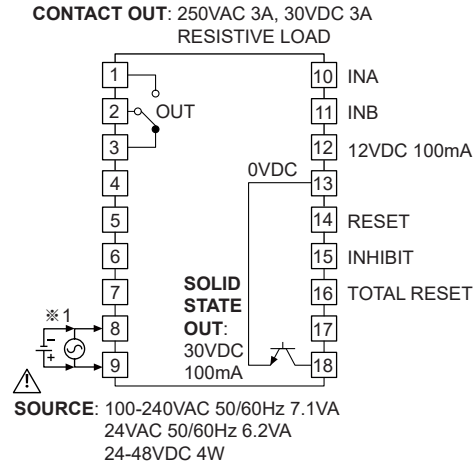 CONTACT OUT: 250VAC 3A, 30VDC 3A
RESISTIVE LOAD
1
2
3
4
5
6
7
8
9
OUT
※1
10 INA
11 INB
12 12VDC 100mA
0VDC
13
14 RESET
15 INHIBIT
16 TOTAL RESET
17
18
SOLID
STATE
OUT:
30VDC
100mA
SOURCE: 100-240VAC 50/60Hz 7.1VA
24VAC 50/60Hz 6.2VA
24-48VDC 4W